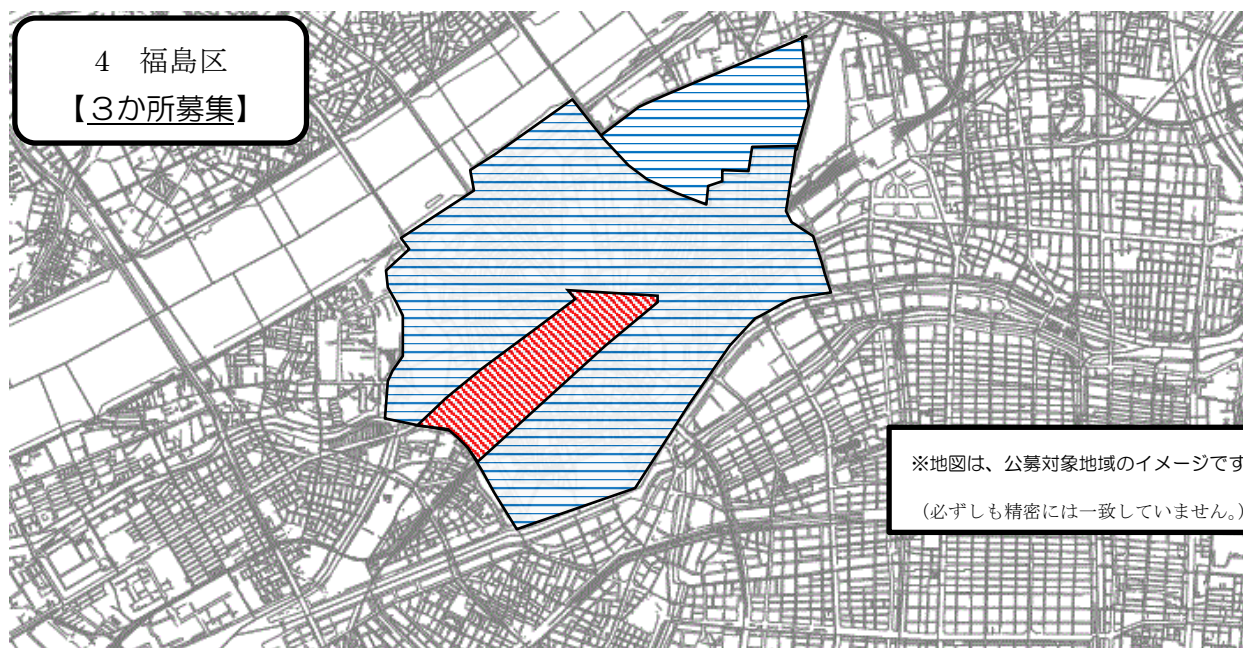 4　福島区
【３か所募集】
※地図は、公募対象地域のイメージです
（必ずしも精密には一致していません。）